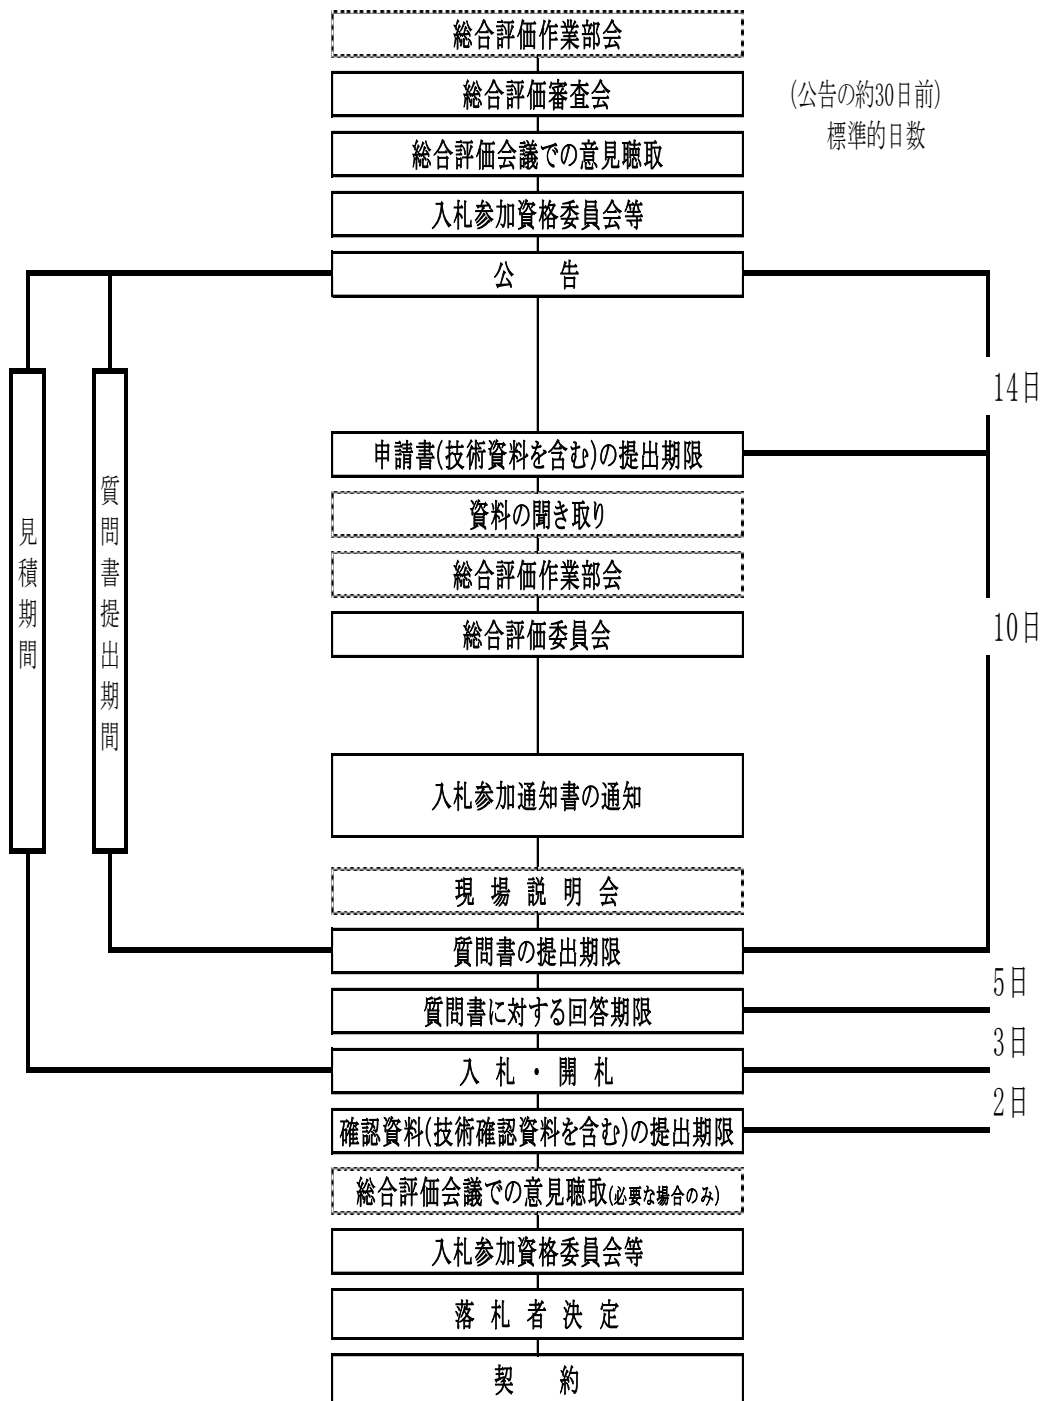 総合評価作業部会
総合評価審査会
(公告の約30日前)
標準的日数
総合評価会議での意見聴取
入札参加資格委員会等
公　告
14日
申請書(技術資料を含む)の提出期限
資料の聞き取り
総合評価作業部会
総合評価委員会
10日
見積期間
質問書提出期間
入札参加通知書の通知
現場説明会
質問書の提出期限
5日
質問書に対する回答期限
3日
入札・開札
2日
確認資料(技術確認資料を含む)の提出期限
総合評価会議での意見聴取(必要な場合のみ)
入札参加資格委員会等
落札者決定
契　約